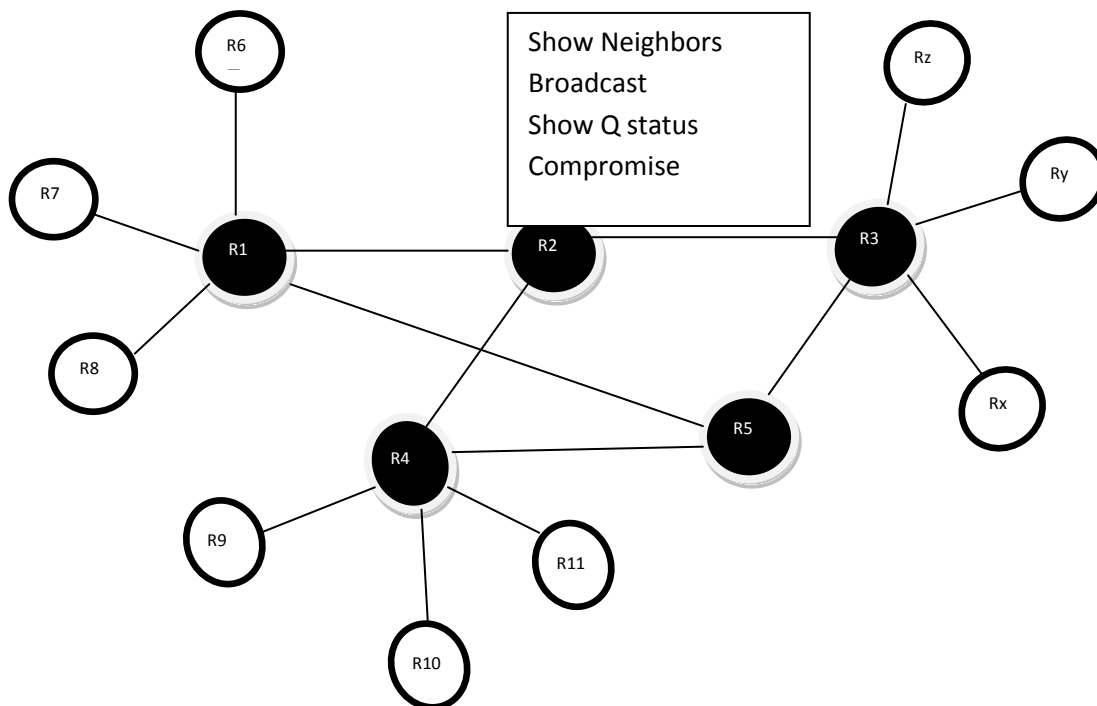 R6
Show Neighbors
Broadcast
Show Q status
Compromise
Rz
Ry
R7
R1
R2
R3
R8
Rx
R4
R5
R9
R11
R10